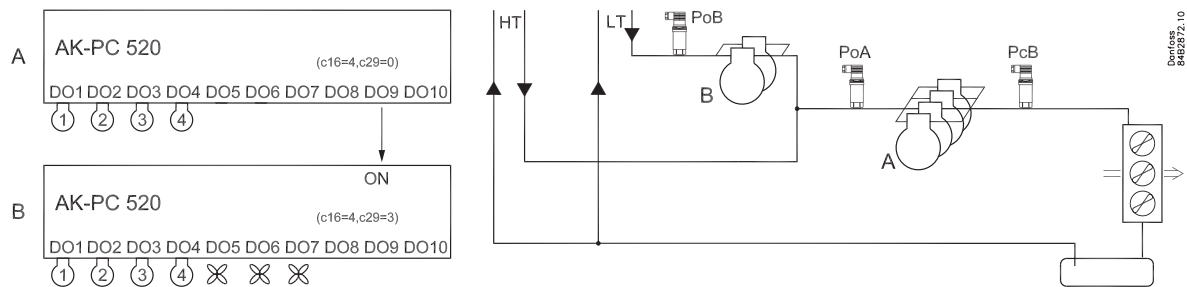 A
AK-PC 520
(c16=4,c29=0)
DO1 DO2 DO3 DO4 DO5 DO6 DO7 DO8 DO9 DO10
1 2 3 4
B
ON
AK-PC 520
(c16=4,c29=3)
DO1 DO2 DO3 DO4 DO5 DO6 DO7 DO8 DO9 DO10
1 2 3 4
HT
LT
PoB
B
PoA
PcB
A
Danfoss
84B2872.10